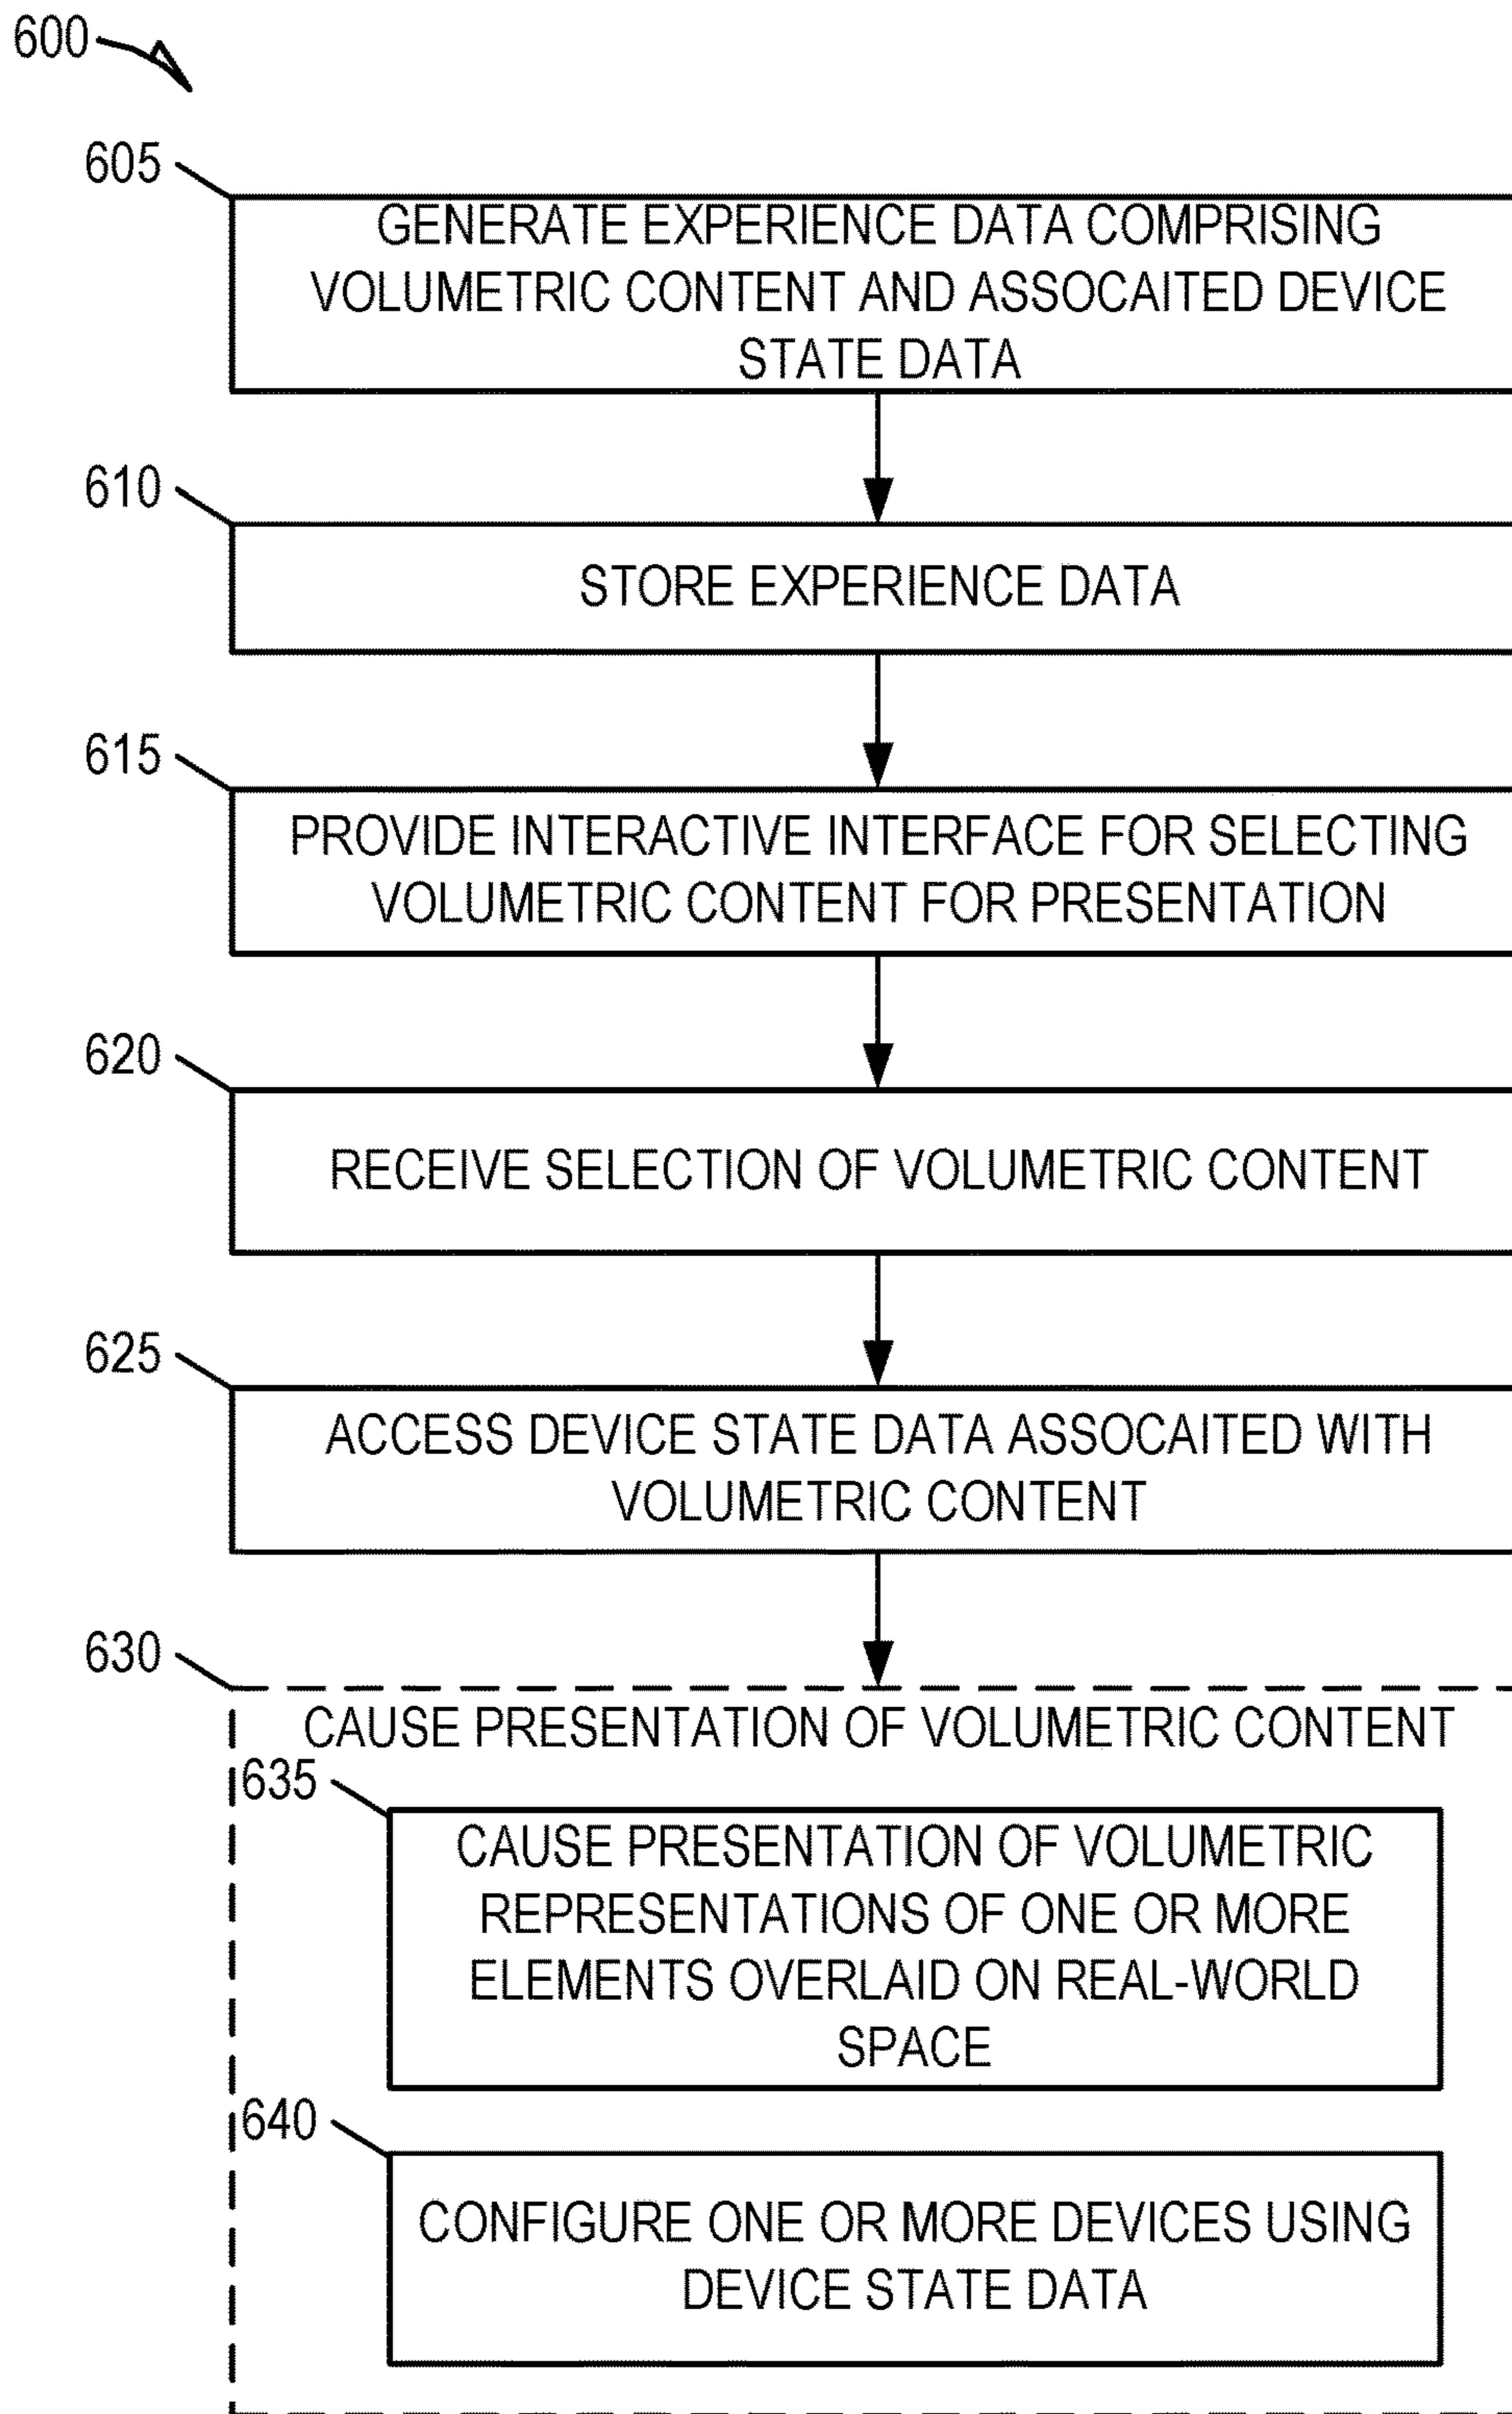 600
605
GENERATE EXPERIENCE DATA COMPRISING
VOLUMETRIC CONTENT AND ASSOCAITED DEVICE
STATE DATA
610
STORE EXPERIENCE DATA
615
PROVIDE INTERACTIVE INTERFACE FOR SELECTING
VOLUMETRIC CONTENT FOR PRESENTATION
620
RECEIVE SELECTION OF VOLUMETRIC CONTENT
625
ACCESS DEVICE STATE DATA ASSOCAITED WITH
VOLUMETRIC CONTENT
630
CAUSE PRESENTATION OF VOLUMETRIC CONTENT
635
CAUSE PRESENTATION OF VOLUMETRIC
REPRESENTATIONS OF ONE OR MORE
ELEMENTS OVERLAID ON REAL-WORLD
SPACE
640
CONFIGURE ONE OR MORE DEVICES USING
DEVICE STATE DATA